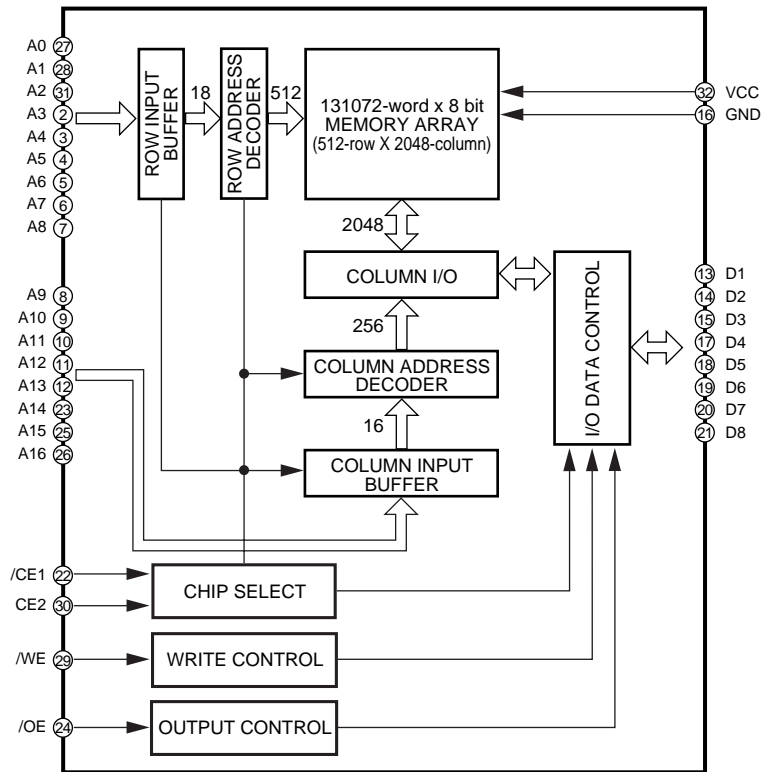 A0 27
A1 28
A2 31
A3 2
A4 3
A5 4
A6 5
A7 6
A8 7
A9 8
A10 9
A11 10
A12 11
A13 12
A14 23
A15 25
A16 26
/CE1 22
CE2 30
/WE 29
/OE 24
ROW INPUT
BUFFER
18
ROW ADDRESS
DECODER
512
131072-word x 8 bit
MEMORY ARRAY
(512-row X 2048-column)
2048
COLUMN I/O
256
COLUMN ADDRESS
DECODER
16
COLUMN INPUT
BUFFER
CHIP SELECT
WRITE CONTROL
OUTPUT CONTROL
I/O DATA CONTROL
32 VCC
16 GND
13 D1
14 D2
15 D3
17 D4
18 D5
19 D6
20 D7
21 D8